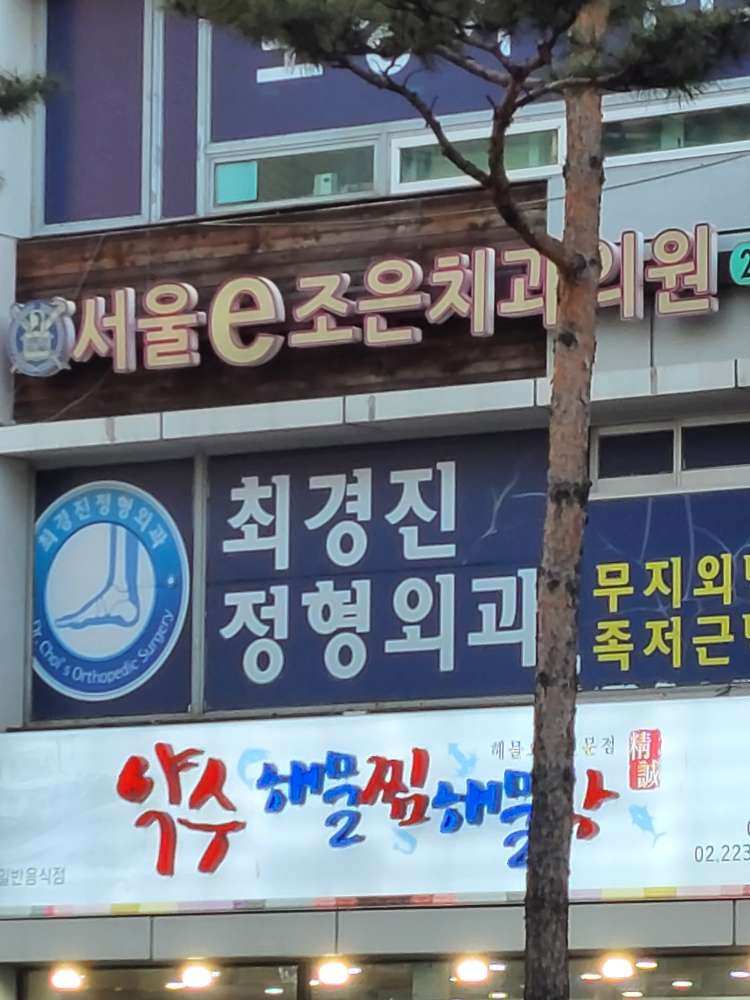 서울e조은치과의원
최경진정형외과
Dr. Choi's Orthopedic Surgery
최경진
정형외과
무지외
족저근
精誠
약수 해물찜 해물탕
02.223
일반음식점